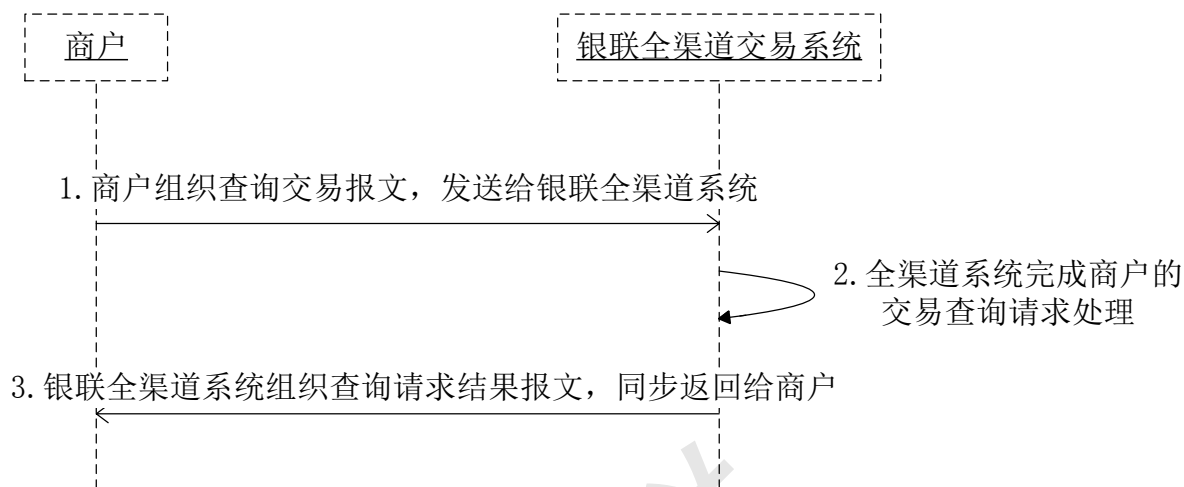 商户
银联全渠道交易系统
1.商户组织查询交易报文，发送给银联全渠道系统
2.全渠道系统完成商户的
交易查询请求处理
3.银联全渠道系统组织查询请求结果报文，同步返回给商户